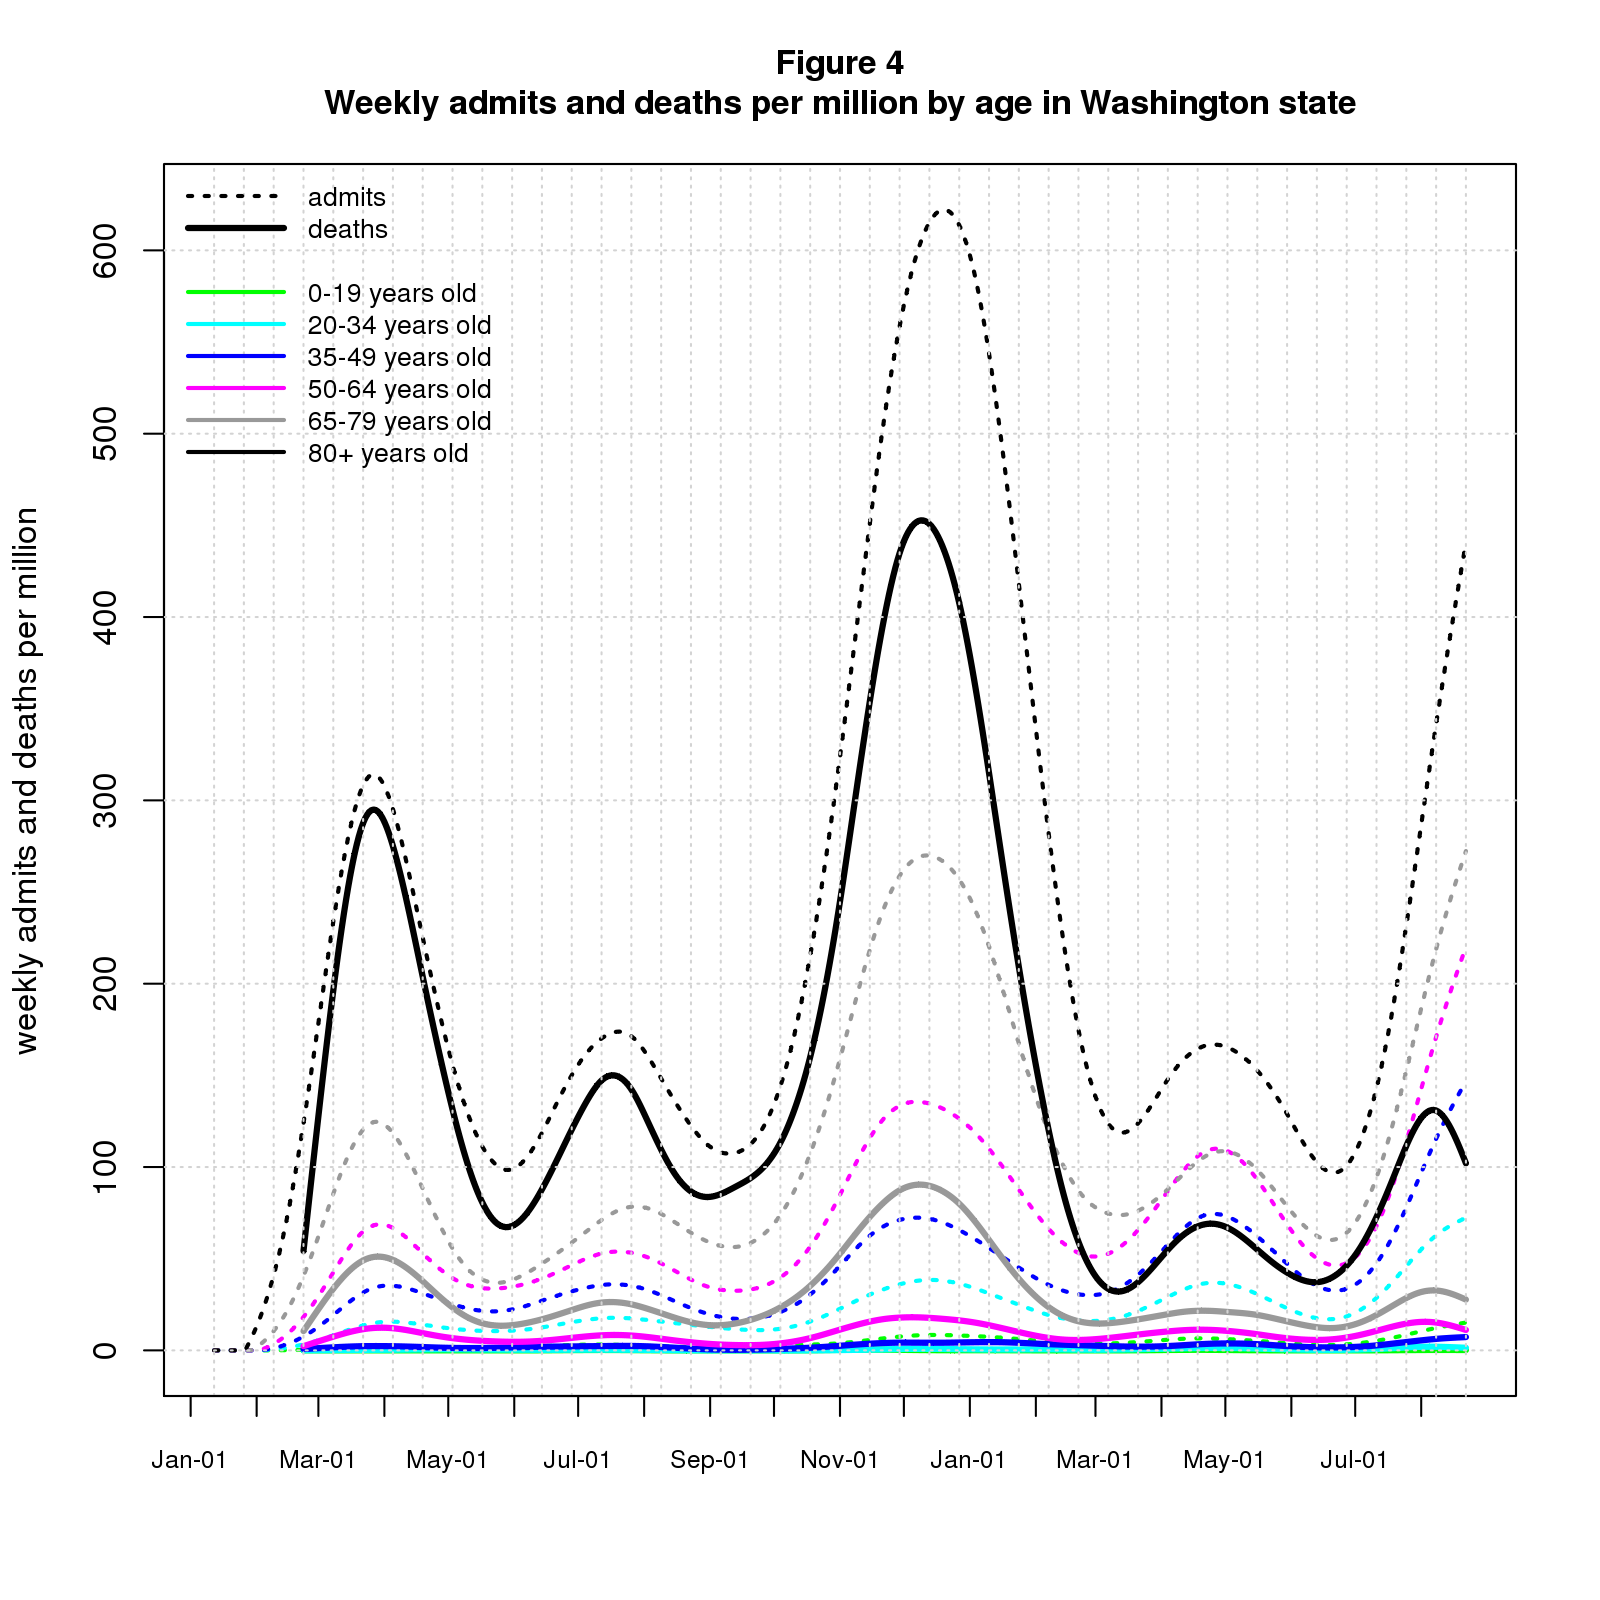 Figure 4
Weekly admits and deaths per million by age in Washington state
admits
deaths
0-19 years old
20-34 years old
35-49 years old
50-64 years old
65-79 years old
80+ years old
weekly admits and deaths per million
600
500
400
300
200
100
0
Jan-01 Mar-01 May-01 Jul-01 Sep-01 Nov-01 Jan-01 Mar-01 May-01 Jul-01